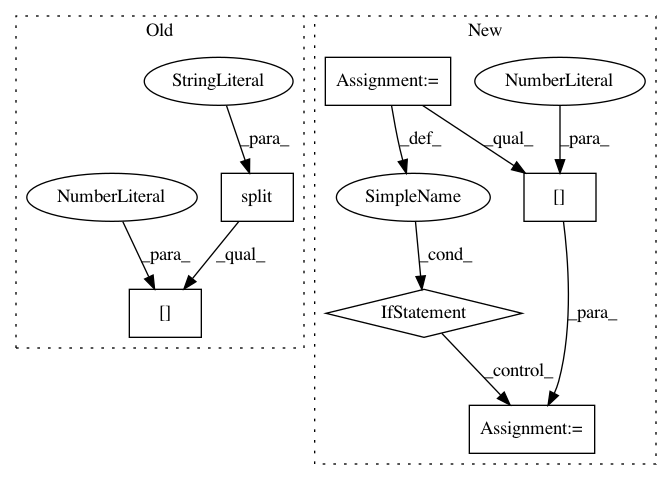 Old
New
StringLiteral
Assignment:=
NumberLiteral
_para_
_def_
_qual_
_para_
NumberLiteral
split
SimpleName
[]
_para_
_qual_
_cond_
[]
IfStatement
_para_
_control_
Assignment:=